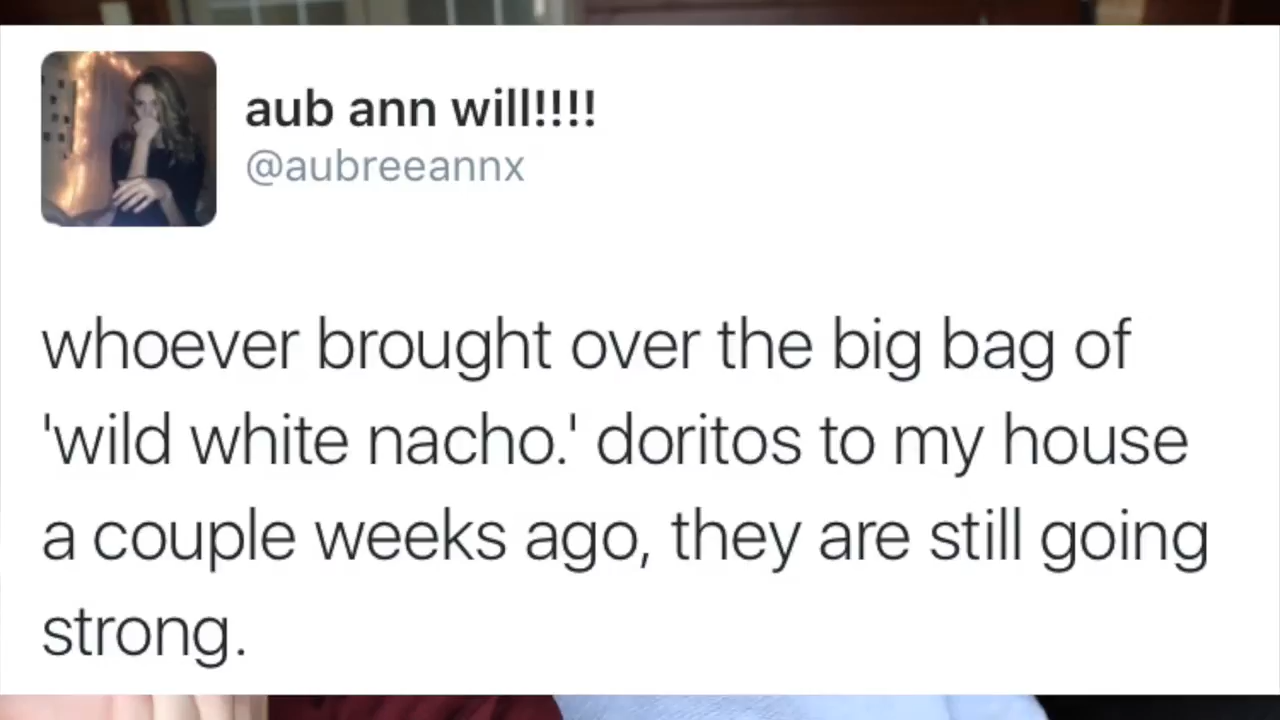 aub ann will!!!!
@aubreeannx
whoever brought over the big bag of
'wild white nacho.' doritos to my house
a couple weeks ago, they are still going
strong.